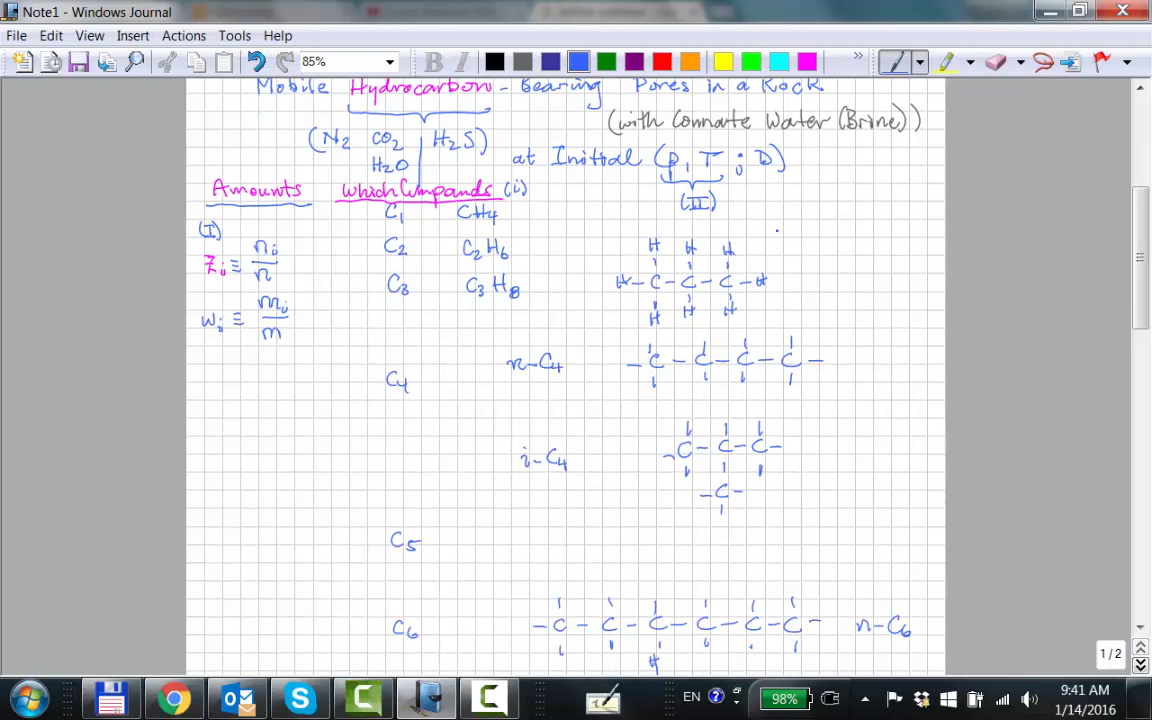 Note1 - Windows Journal
File Edit View Insert Actions Tools Help
85% B I
Mobile Hydrocarbon - Bearing Pores in a Rock
(with Connate Water (Brine))
(N2 CO2 H2S)
H2O
at Initial (p, T ; D)
(II)
Amounts which Compounds (i)
(I)
C1 CH4
zi ≡ ni/n
C2 C2H6
C3 C3H8
H H H
H - C - C - C - H
H H H
wi ≡ mi/m
n-C4 - C - C - C - C -
C4
i-C4 - C - C - C -
- C -
C5
C6 - C - C - C - C - C - C - n-C6
H
1/2
EN 98% 9:41 AM
1/14/2016